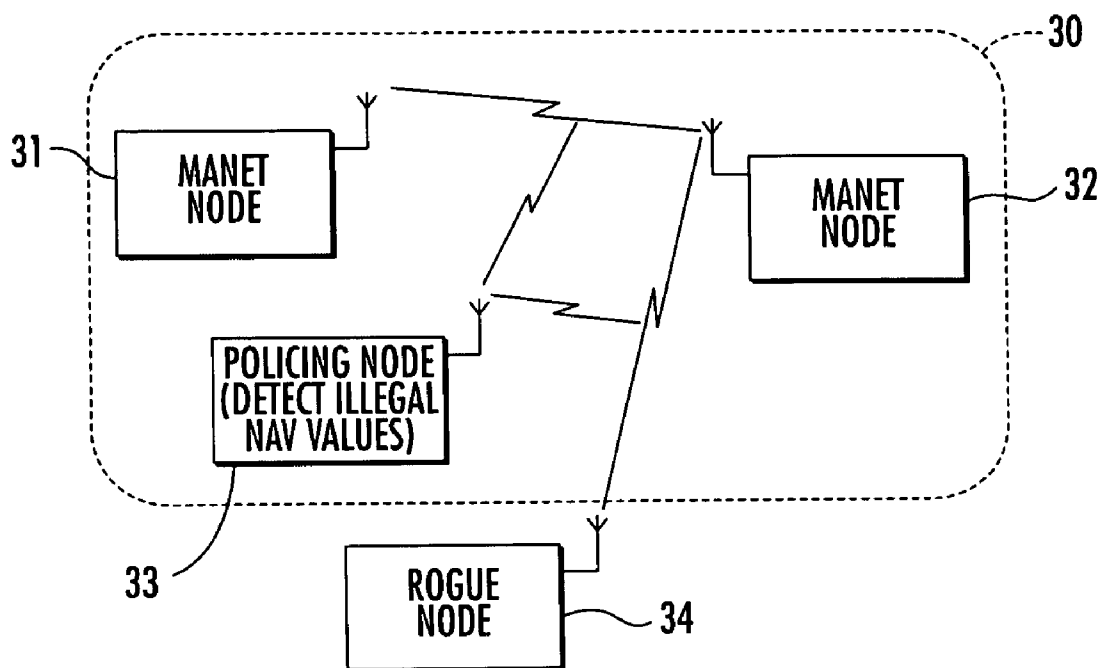 30
31
MANET
NODE
MANET
NODE
32
POLICING NODE
(DETECT ILLEGAL
NAV VALUES)
33
ROGUE
NODE
34